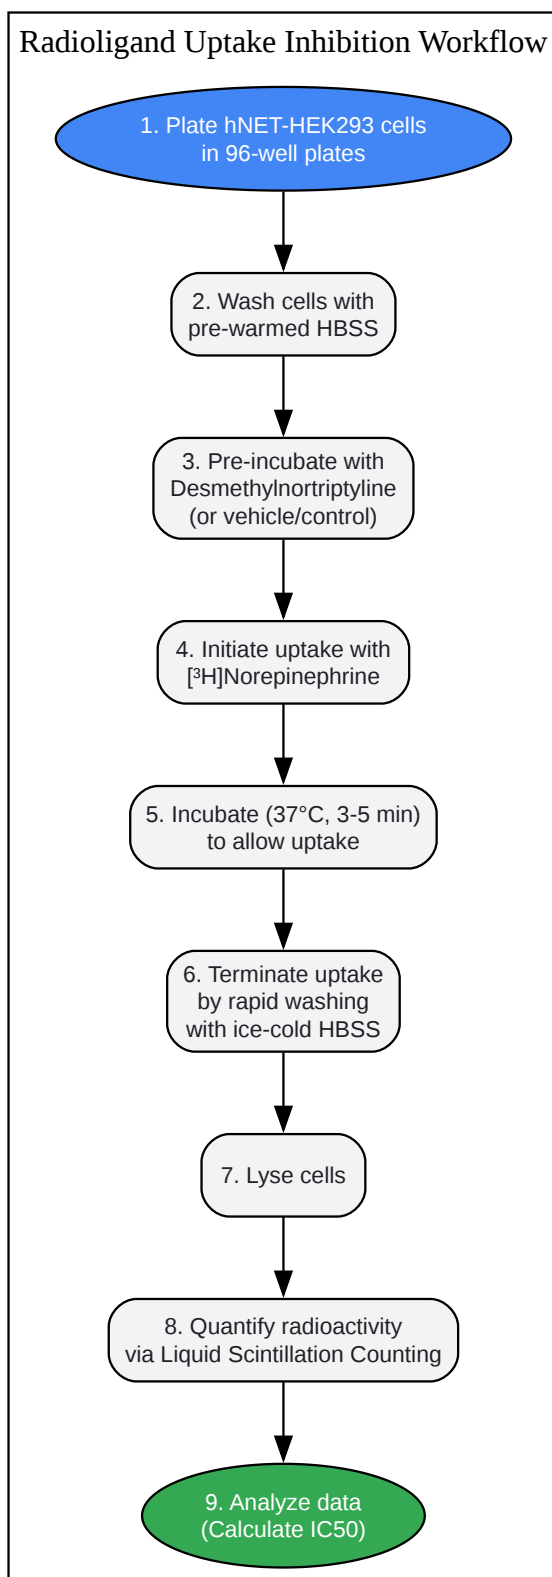 Radioligand Uptake Inhibition Workflow
1. Plate hNET-HEK293 cells
in 96-well plates
2. Wash cells with
pre-warmed HBSS
3. Pre-incubate with
Desmethylnortriptyline
(or vehicle/control)
4. Initiate uptake with
[³H]Norepinephrine
5. Incubate (37°C, 3-5 min)
to allow uptake
6. Terminate uptake
by rapid washing
with ice-cold HBSS
7. Lyse cells
8. Quantify radioactivity
via Liquid Scintillation Counting
9. Analyze data
(Calculate IC50)